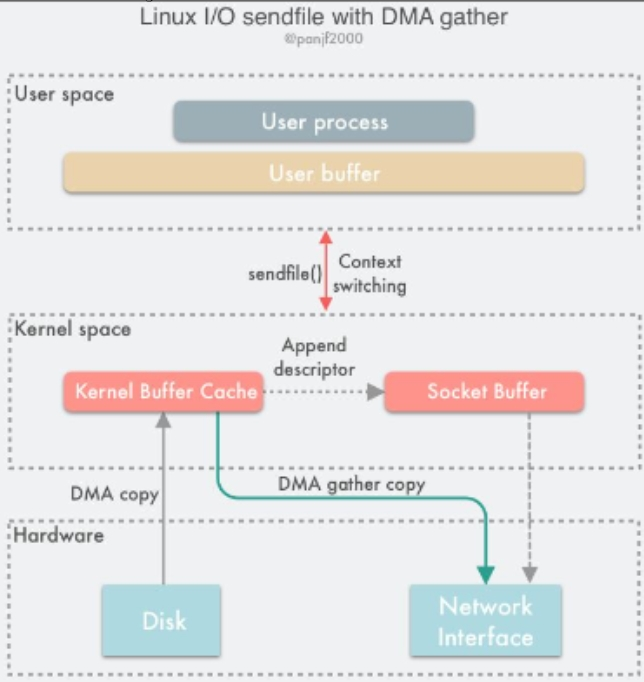 Linux I/O sendfile with DMA gather
@panjf2000
User space
User process
User buffer
sendfile()
Context
switching
Kernel space
Append
descriptor
Kernel Buffer Cache
Socket Buffer
DMA copy
DMA gather copy
Hardware
Disk
Network
Interface